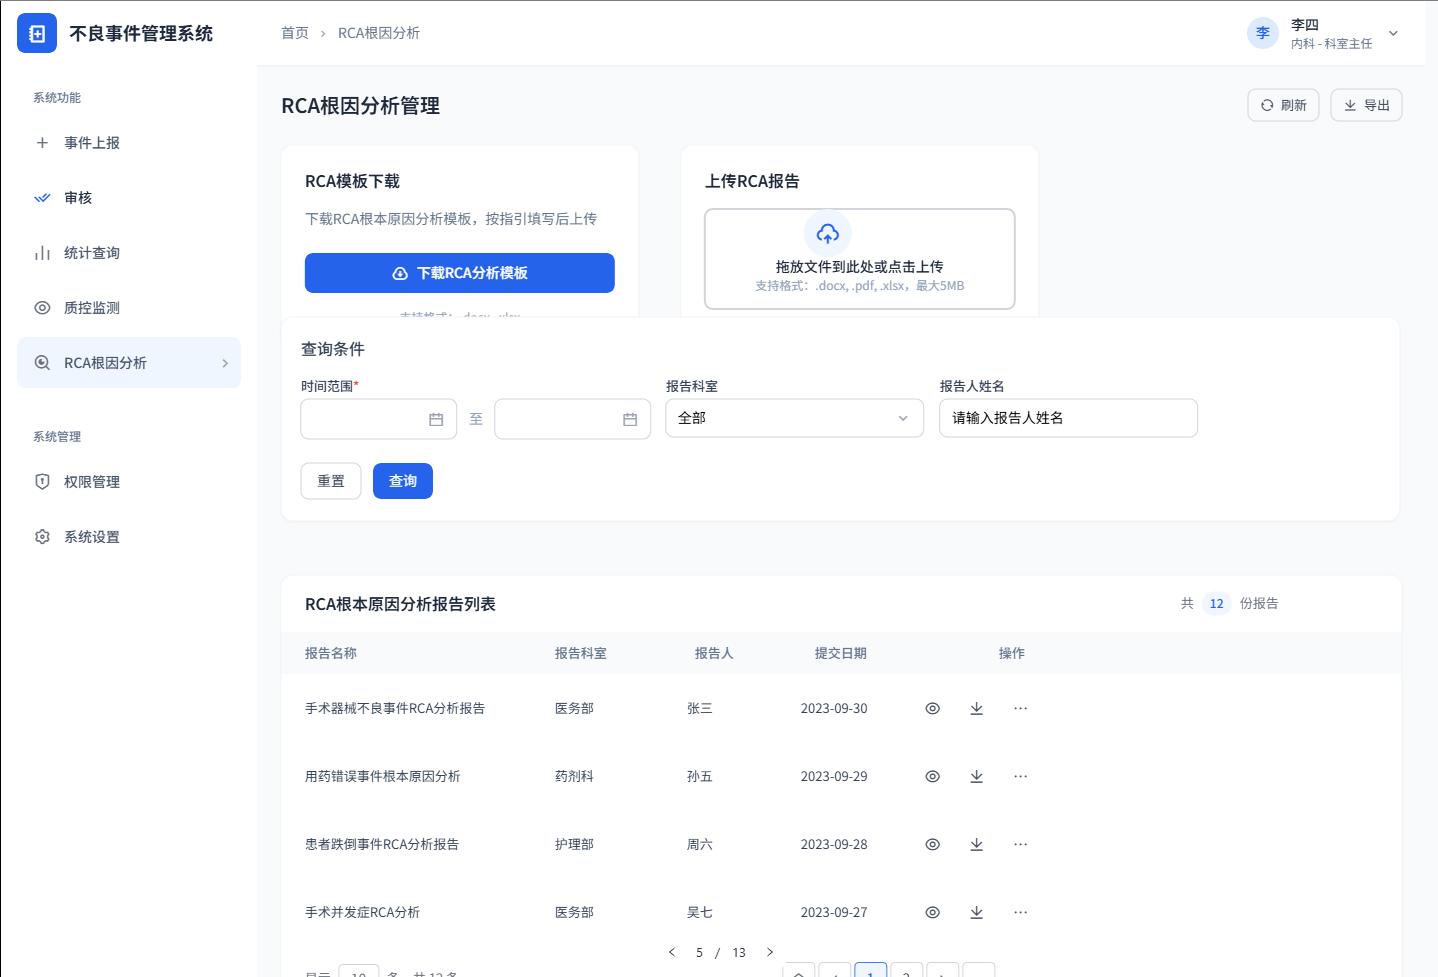 不良事件管理系统
首页 › RCA根因分析
李 李四
内科 - 科室主任
系统功能
事件上报
审核
统计查询
质控监测
RCA根因分析
系统管理
权限管理
系统设置
RCA根因分析管理
刷新 导出
RCA模板下载
下载RCA根本原因分析模板，按指引填写后上传
下载RCA分析模板
支持格式：.docx, .xlsx
上传RCA报告
拖放文件到此处或点击上传
支持格式：.docx, .pdf, .xlsx，最大5MB
查询条件
时间范围* 报告科室 报告人姓名
至 全部 请输入报告人姓名
重置 查询
RCA根本原因分析报告列表 共 12 份报告
报告名称 报告科室 报告人 提交日期 操作
手术器械不良事件RCA分析报告 医务部 张三 2023-09-30 ···
用药错误事件根本原因分析 药剂科 孙五 2023-09-29 ···
患者跌倒事件RCA分析报告 护理部 周六 2023-09-28 ···
手术并发症RCA分析 医务部 吴七 2023-09-27 ···
5 / 13
显示 10 条，共 12 条 1 2